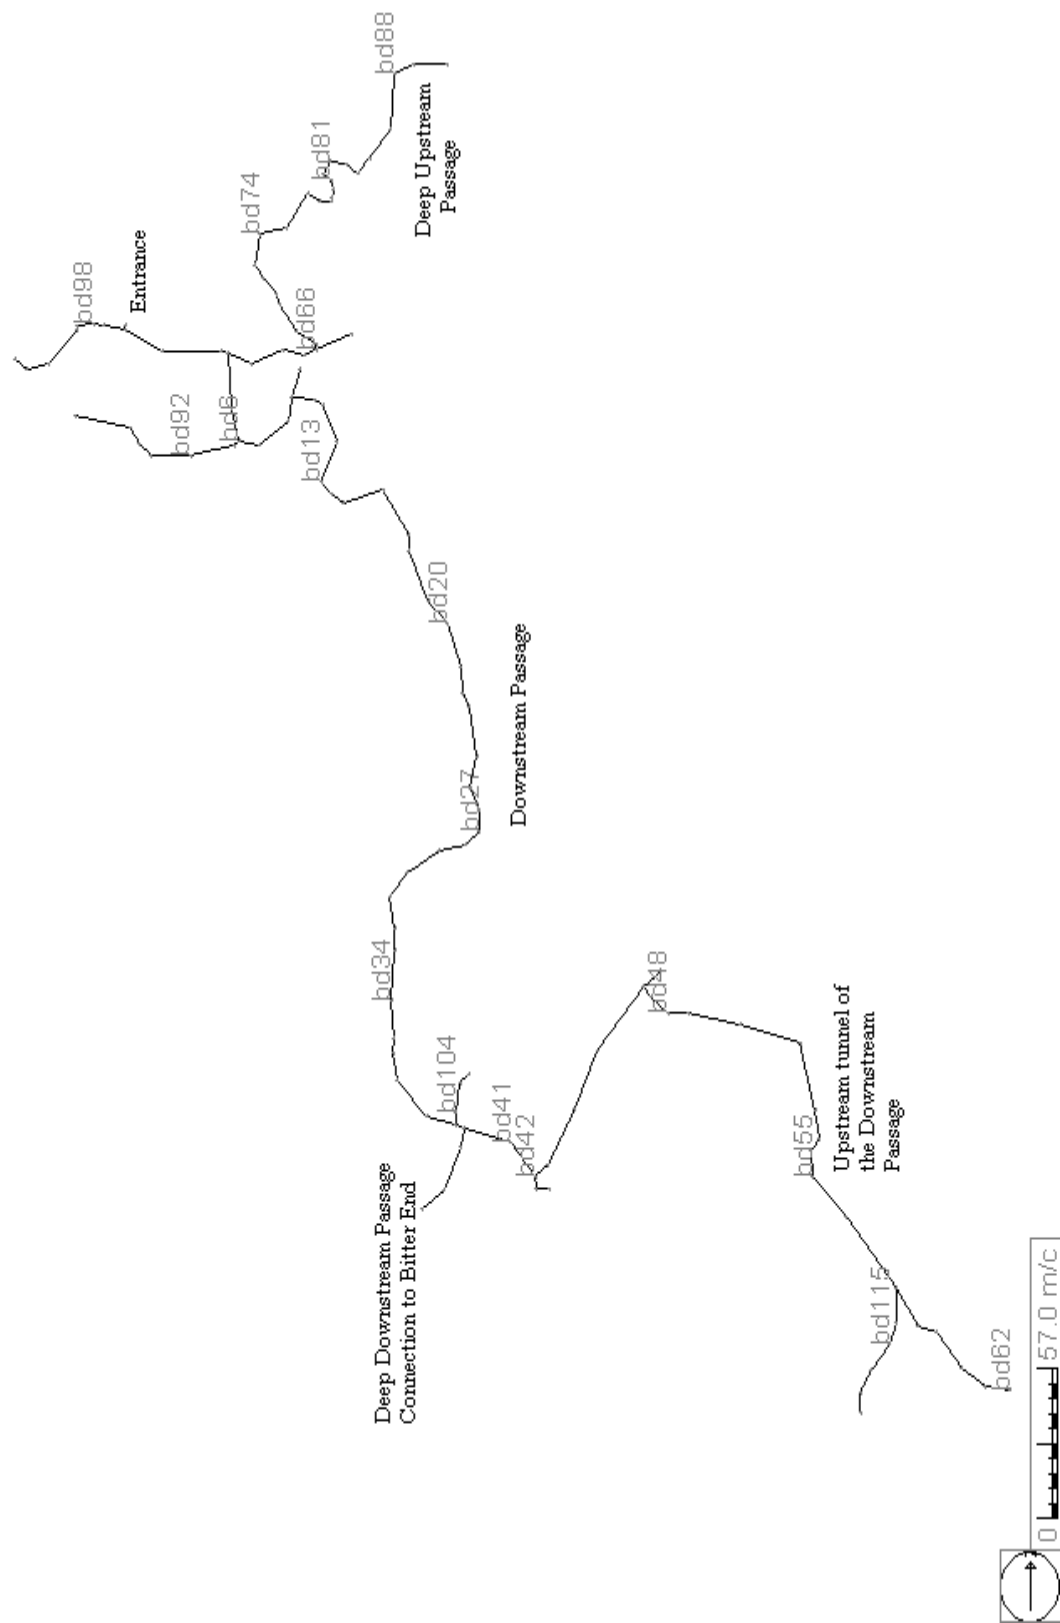 bd98
Entrance
bd92
bd6
bd74
bd66
bd13
bd81
bd88
Deep Upstream
Passage
bd20
bd27
Downstream Passage
bd34
Deep Downstream Passage
Connection to Bitter End
bd104
bd41
bd42
bd48
bd55
Upstream tunnel of
the Downstream
Passage
bd115
bd62
0 57.0 m/c